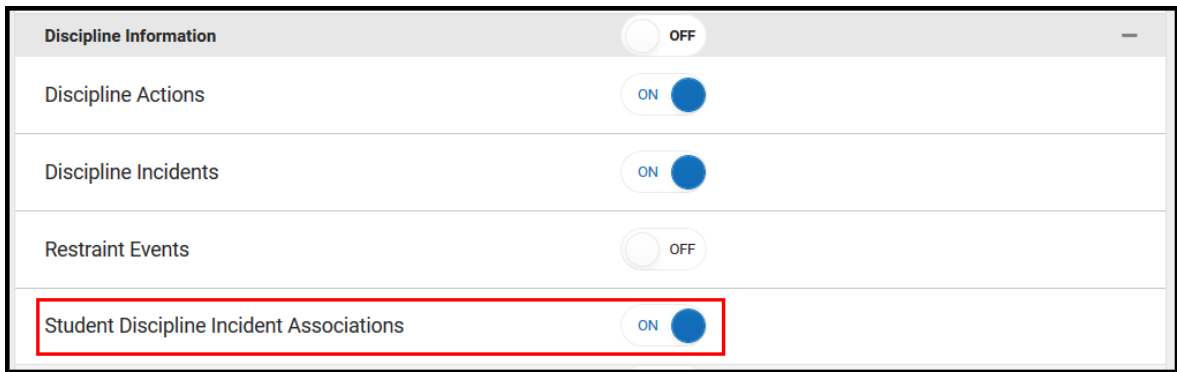 Discipline Information OFF
Discipline Actions ON
Discipline Incidents ON
Restraint Events OFF
Student Discipline Incident Associations ON